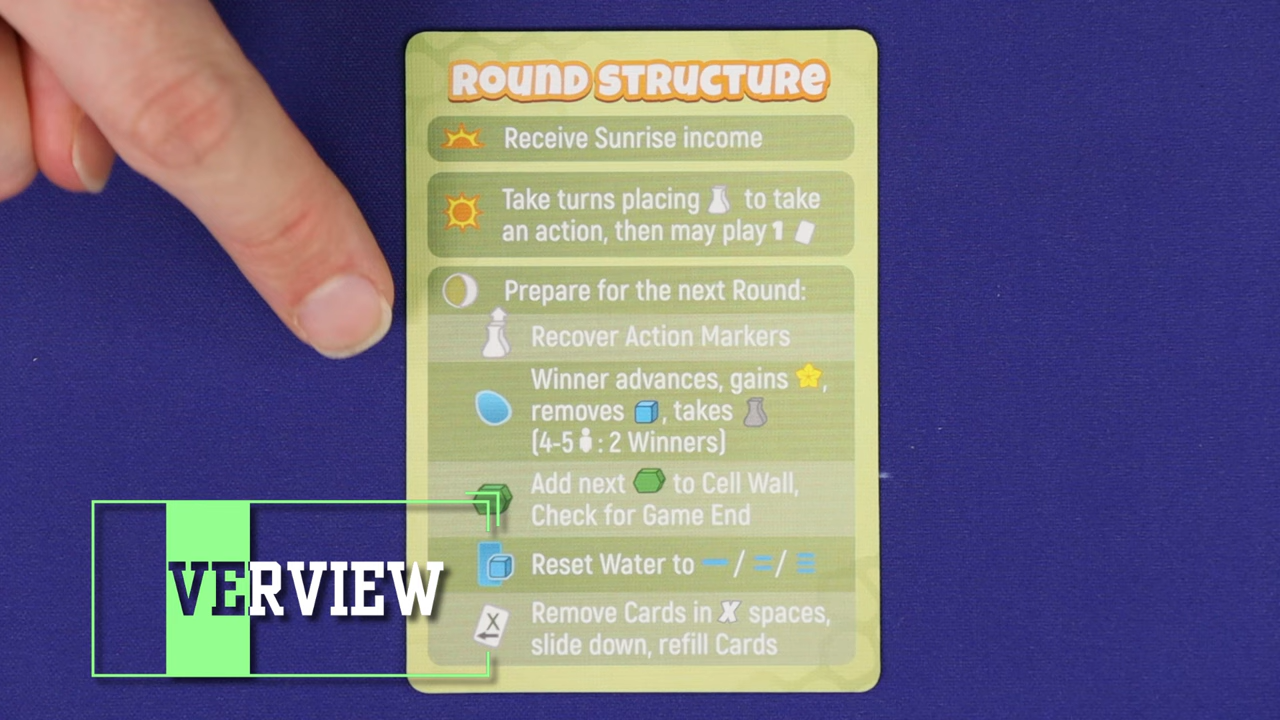 ROUND STRUCTURE
Receive Sunrise income
Take turns placing to take
an action, then may play 1
Prepare for the next Round:
Recover Action Markers
Winner advances, gains ,
removes , takes
(4-5 : 2 Winners)
Add next to Cell Wall,
Check for Game End
Reset Water to / /
X
Remove Cards in X spaces,
slide down, refill Cards
VERVIEW